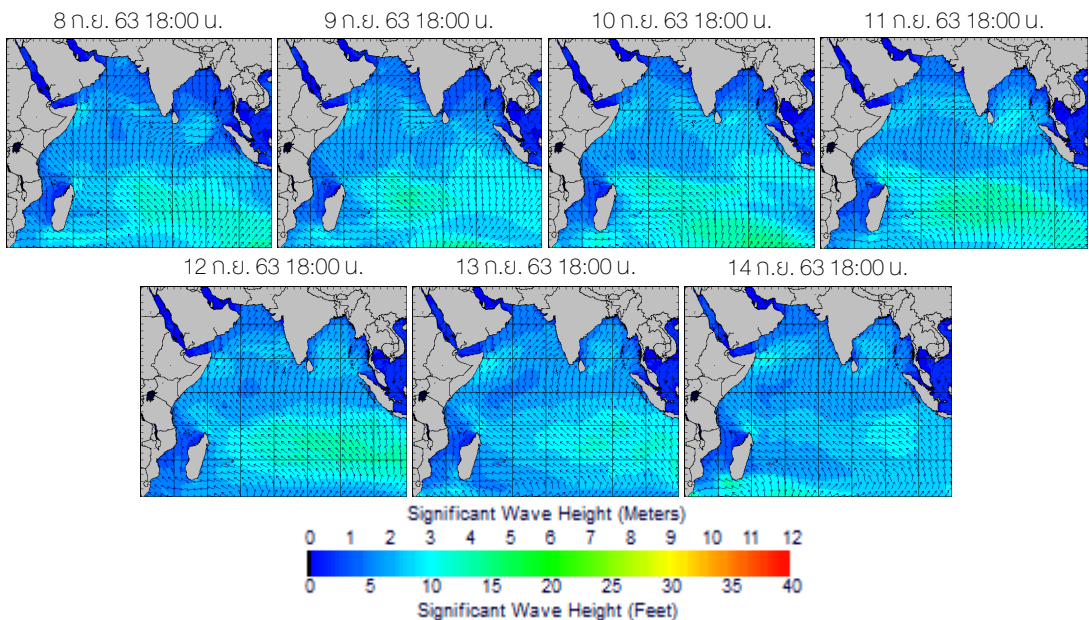 8 ก.ย. 63 18:00 น. 9 ก.ย. 63 18:00 น. 10 ก.ย. 63 18:00 น. 11 ก.ย. 63 18:00 น.
12 ก.ย. 63 18:00 น. 13 ก.ย. 63 18:00 น. 14 ก.ย. 63 18:00 น.
Significant Wave Height (Meters)
0 1 2 3 4 5 6 7 8 9 10 11 12
0 5 10 15 20 25 30 35 40
Significant Wave Height (Feet)